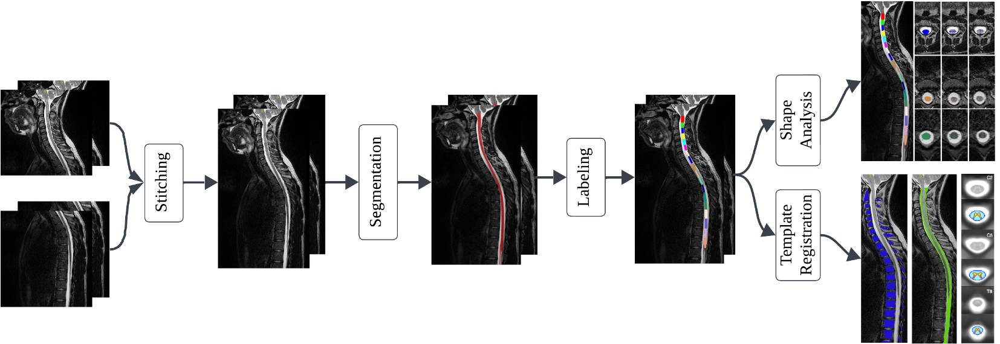 Stitching
Segmentation
Labeling
Shape
Analysis
Template
Registration
C2
C5
T8